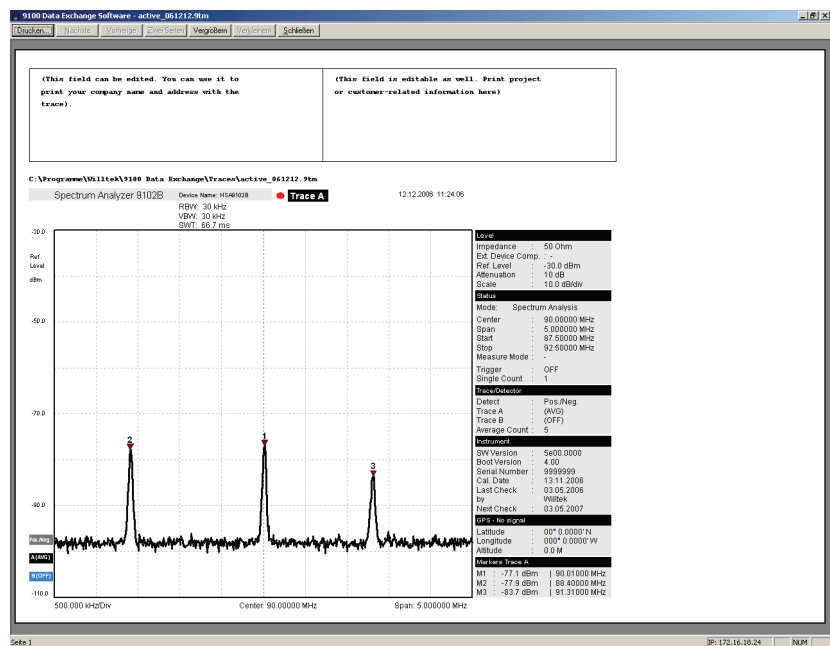 9100 Data Exchange Software - active_061212.9tm
Drucken... Nächste Vorherige Zwei Seiten Vergrößern Verkleinern Schließen
(This field can be edited. You can use it to
print your company name and address with the
trace).
(This field is editable as well. Print project
or customer-related information here)
C:\Programme\Willtek\9100 Data Exchange\Traces\active_061212.9tm
Spectrum Analyzer 9102B Device Name: HSA9102B Trace A 12.12.2006 11:24:06
RBW: 30 kHz
VBW: 30 kHz
SWT: 66.7 ms
-30.0
Ref.
Level
dBm
-50.0
-70.0
-90.0
Pos./Neg.
A(AVG)
B(OFF)
-110.0
2
1
3
500.000 kHz/Div Center: 90.00000 MHz Span: 5.000000 MHz
Level
Impedance : 50 Ohm
Ext. Device Comp. : -
Ref. Level : -30.0 dBm
Attenuation : 10 dB
Scale : 10.0 dB/div
Status
Mode: Spectrum Analysis
Center : 90.00000 MHz
Span : 5.000000 MHz
Start : 87.50000 MHz
Stop : 92.50000 MHz
Measure Mode : -
Trigger : OFF
Single Count : 1
Trace/Detector
Detect : Pos./Neg.
Trace A : (AVG)
Trace B : (OFF)
Average Count : 5
Instrument
SW Version : 5e00.0000
Boot Version : 4.00
Serial Number : 9999999
Cal. Date : 13.11.2006
Last Check : 03.05.2006
by Willtek
Next Check : 03.05.2007
GPS - No signal
Latitude : 00° 0.0000' N
Longitude : 000° 0.0000' W
Altitude : 0.0 M
Markers Trace A
M1 : -77.1 dBm | 90.01000 MHz
M2 : -77.9 dBm | 88.40000 MHz
M3 : -83.7 dBm | 91.31000 MHz
Seite 1 IP: 172.16.18.24 NUM